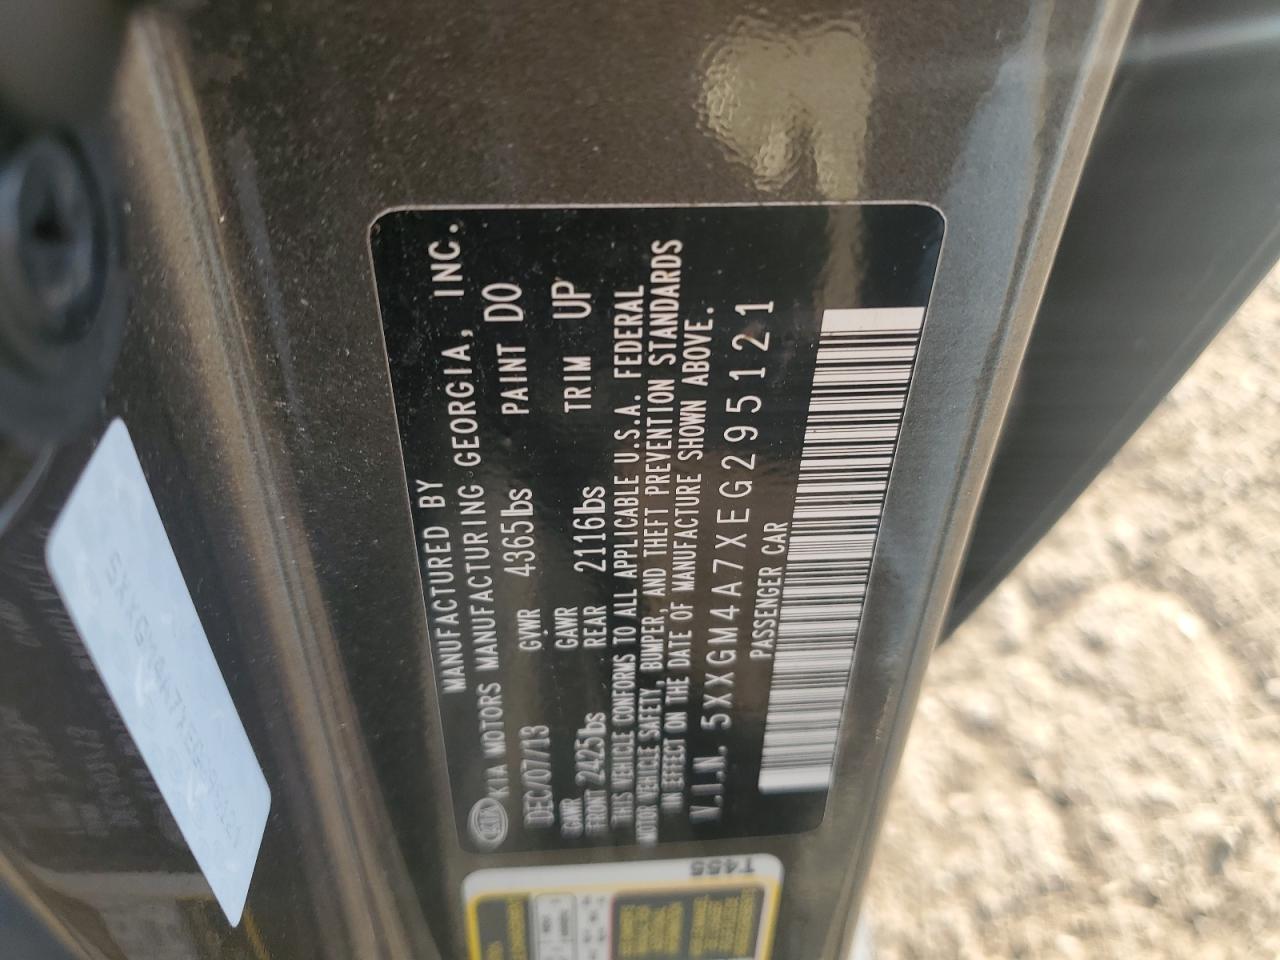 MANUFACTURED BY
KIA KIA MOTORS MANUFACTURING GEORGIA, INC.
DEC/07/13 GVWR 4365lbs PAINT DO
GAWR FRONT 2425lbs GAWR REAR 2116lbs TRIM UP
THIS VEHICLE CONFORMS TO ALL APPLICABLE U.S.A. FEDERAL
MOTOR VEHICLE SAFETY, BUMPER, AND THEFT PREVENTION STANDARDS
IN EFFECT ON THE DATE OF MANUFACTURE SHOWN ABOVE.
V.I.N. 5XXGM4A7XEG295121
PASSENGER CAR
T455